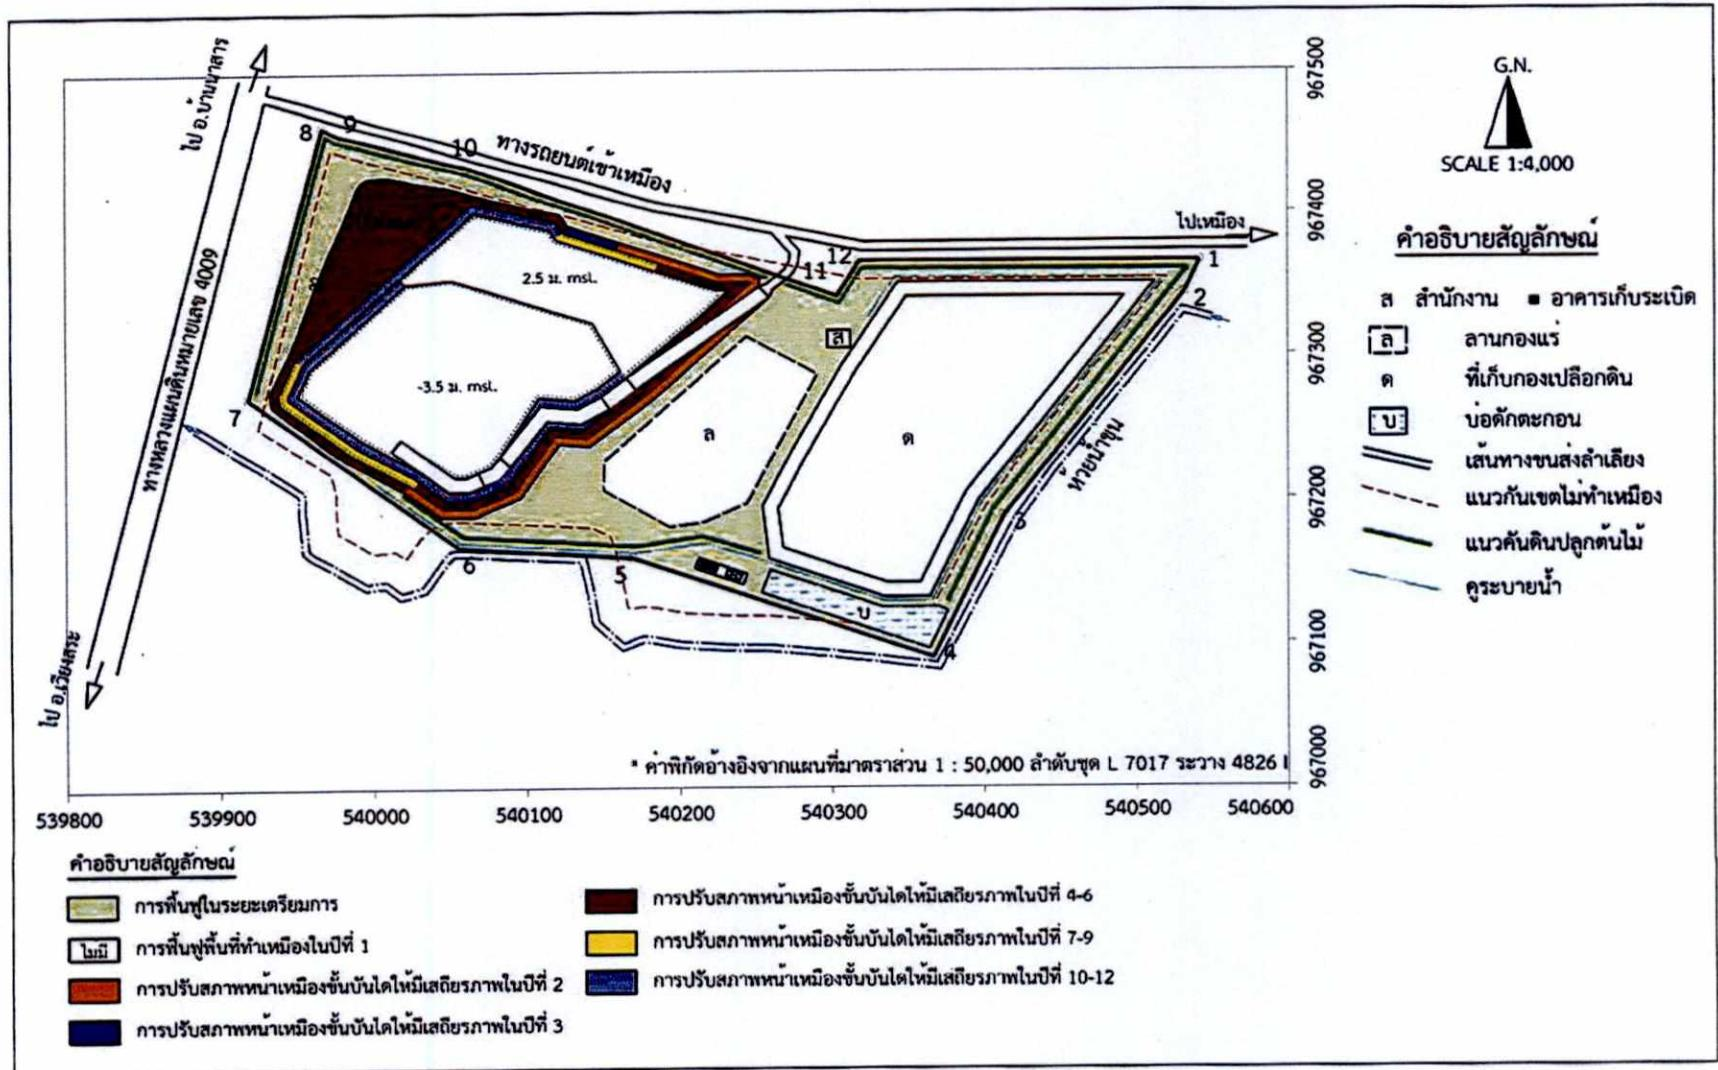 G.N.
SCALE 1:4,000
967500
967400
967300
967200
967100
967000
ไป อ.บ้านนาสาร
8
9
10
ทางรถยนต์เข้าเหมือง
ไปเหมือง
12
11
1
2
2.5 ม. msl.
ทางหลวงแผ่นดินหมายเลข 4009
-3.5 ม. msl.
ส
ล
ด
ห้วยน้ำขุน
3
7
6
5
บ
4
ไป อ.เวียงสระ
* ค่าพิกัดอ้างอิงจากแผนที่มาตราส่วน 1 : 50,000 ลำดับชุด L 7017 ระวาง 4826 I
539800 539900 540000 540100 540200 540300 540400 540500 540600
คำอธิบายสัญลักษณ์
ส สำนักงาน ■ อาคารเก็บระเบิด
ล ลานกองแร่
ด ที่เก็บกองเปลือกดิน
บ บ่อดักตะกอน
เส้นทางขนส่งลำเลียง
แนวกันเขตไม่ทำเหมือง
แนวคันดินปลูกต้นไม้
คูระบายน้ำ
คำอธิบายสัญลักษณ์
การฟื้นฟูในระยะเตรียมการ
ไม่มี การฟื้นฟูพื้นที่ทำเหมืองในปีที่ 1
การปรับสภาพหน้าเหมืองขั้นบันไดให้มีเสถียรภาพในปีที่ 2
การปรับสภาพหน้าเหมืองขั้นบันไดให้มีเสถียรภาพในปีที่ 3
การปรับสภาพหน้าเหมืองขั้นบันไดให้มีเสถียรภาพในปีที่ 4-6
การปรับสภาพหน้าเหมืองขั้นบันไดให้มีเสถียรภาพในปีที่ 7-9
การปรับสภาพหน้าเหมืองขั้นบันไดให้มีเสถียรภาพในปีที่ 10-12